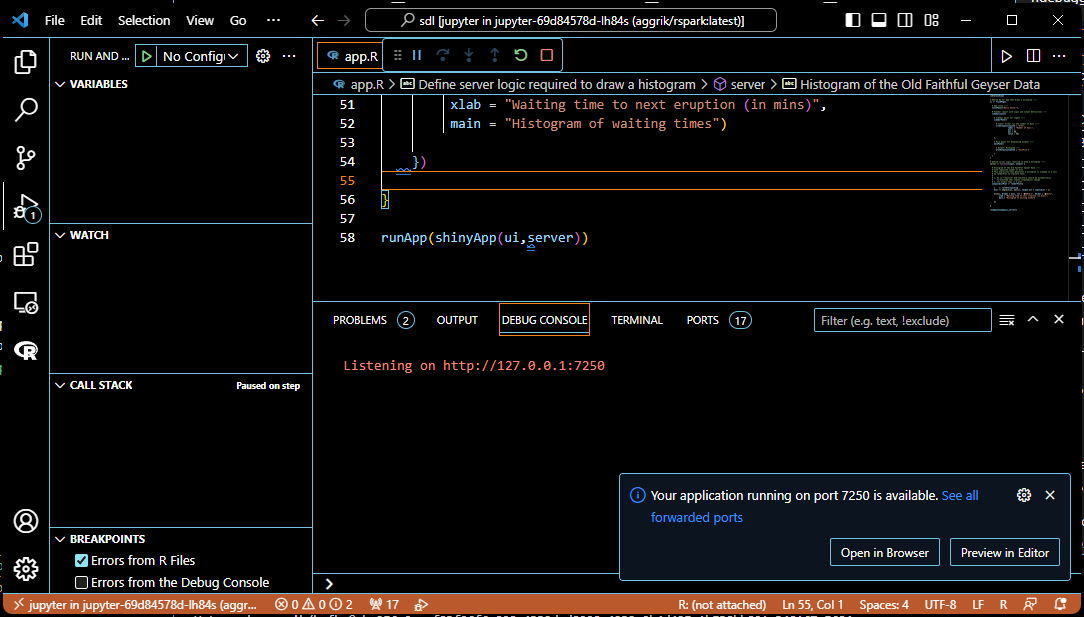 File Edit Selection View Go ··· sdl [jupyter in jupyter-69d84578d-lh84s (aggrik/rspark:latest)]
RUN AND ... No Config
app.R
app.R > Define server logic required to draw a histogram > server > Histogram of the Old Faithful Geyser Data
VARIABLES
51 xlab = "Waiting time to next eruption (in mins)",
52 main = "Histogram of waiting times")
53
54 })
55
56 }
57
58 runApp(shinyApp(ui,server))
WATCH
CALL STACK Paused on step
BREAKPOINTS
Errors from R Files
Errors from the Debug Console
PROBLEMS 2 OUTPUT DEBUG CONSOLE TERMINAL PORTS 17 Filter (e.g. text, !exclude)
Listening on http://127.0.0.1:7250
Your application running on port 7250 is available. See all
forwarded ports
Open in Browser Preview in Editor
1
jupyter in jupyter-69d84578d-lh84s (aggr... 0 0 2 17 R: (not attached) Ln 55, Col 1 Spaces: 4 UTF-8 LF R